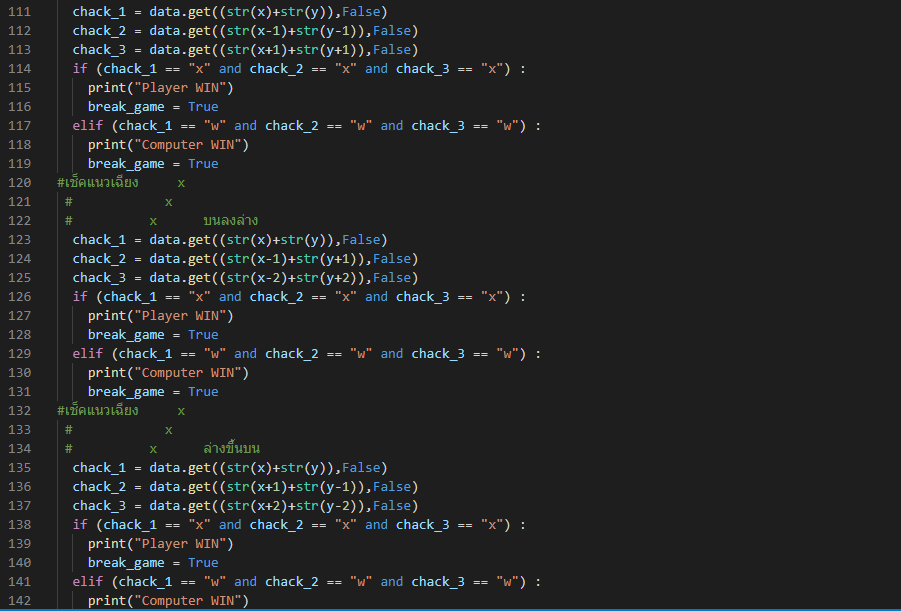 111 chack_1 = data.get((str(x)+str(y)),False)
112 chack_2 = data.get((str(x-1)+str(y-1)),False)
113 chack_3 = data.get((str(x+1)+str(y+1)),False)
114 if (chack_1 == "x" and chack_2 == "x" and chack_3 == "x") :
115 print("Player WIN")
116 break_game = True
117 elif (chack_1 == "w" and chack_2 == "w" and chack_3 == "w") :
118 print("Computer WIN")
119 break_game = True
120 #เช็คแนวเฉียง x
121 # x
122 # x บนลงล่าง
123 chack_1 = data.get((str(x)+str(y)),False)
124 chack_2 = data.get((str(x-1)+str(y+1)),False)
125 chack_3 = data.get((str(x-2)+str(y+2)),False)
126 if (chack_1 == "x" and chack_2 == "x" and chack_3 == "x") :
127 print("Player WIN")
128 break_game = True
129 elif (chack_1 == "w" and chack_2 == "w" and chack_3 == "w") :
130 print("Computer WIN")
131 break_game = True
132 #เช็คแนวเฉียง x
133 # x
134 # x ล่างขึ้นบน
135 chack_1 = data.get((str(x)+str(y)),False)
136 chack_2 = data.get((str(x+1)+str(y-1)),False)
137 chack_3 = data.get((str(x+2)+str(y-2)),False)
138 if (chack_1 == "x" and chack_2 == "x" and chack_3 == "x") :
139 print("Player WIN")
140 break_game = True
141 elif (chack_1 == "w" and chack_2 == "w" and chack_3 == "w") :
142 print("Computer WIN")